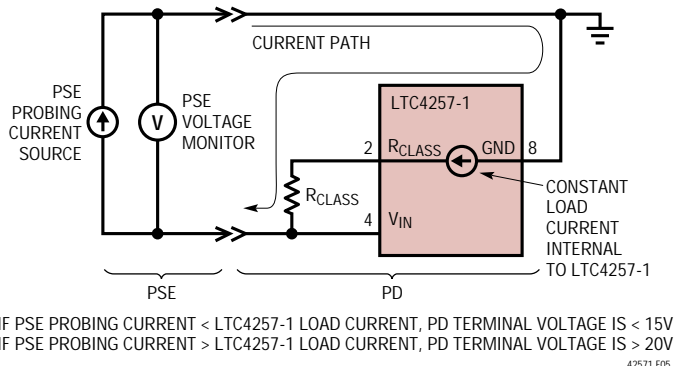 CURRENT PATH
PSE
PROBING
CURRENT
SOURCE
V
PSE
VOLTAGE
MONITOR
LTC4257-1
2
RCLASS
GND
8
RCLASS
4
VIN
CONSTANT
LOAD
CURRENT
INTERNAL
TO LTC4257-1
PSE
PD
IF PSE PROBING CURRENT < LTC4257-1 LOAD CURRENT, PD TERMINAL VOLTAGE IS < 15V
IF PSE PROBING CURRENT > LTC4257-1 LOAD CURRENT, PD TERMINAL VOLTAGE IS > 20V
42571 F05